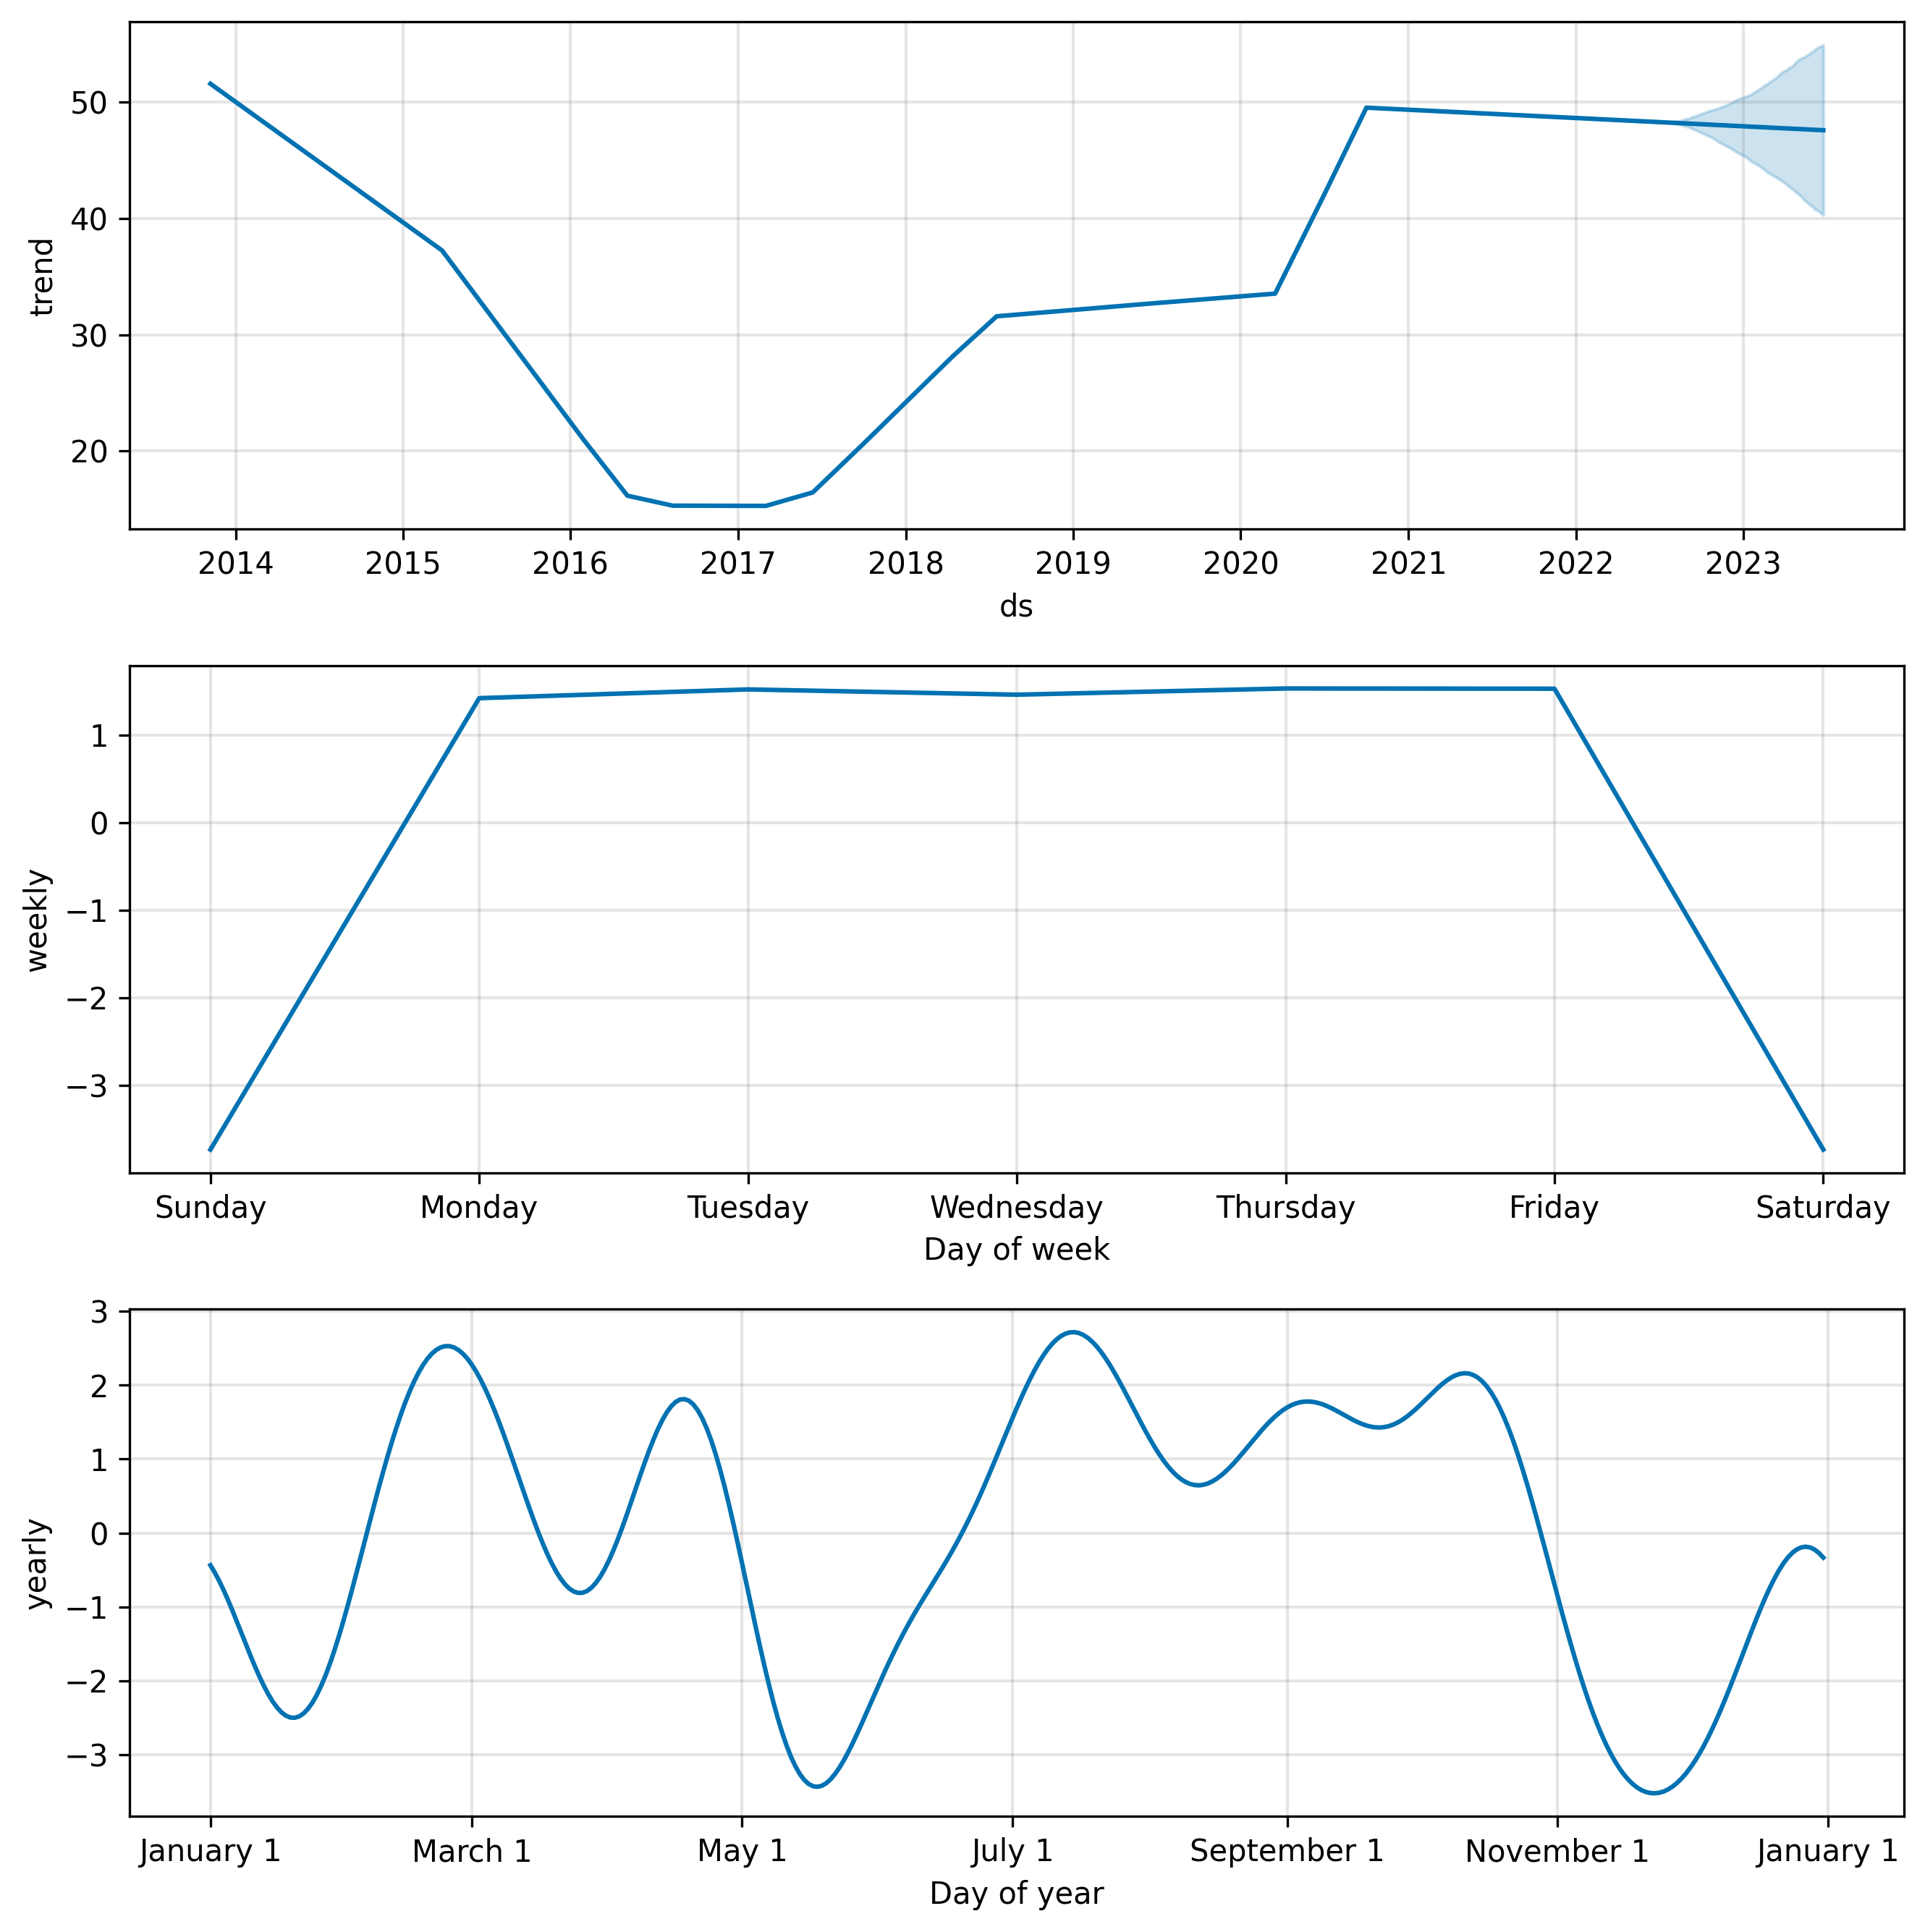 50
40
30
20
trend
2014 2015 2016 2017 2018 2019 2020 2021 2022 2023
ds
1
0
−1
−2
−3
weekly
Sunday Monday Tuesday Wednesday Thursday Friday Saturday
Day of week
3
2
1
0
−1
−2
−3
yearly
January 1 March 1 May 1 July 1 September 1 November 1 January 1
Day of year